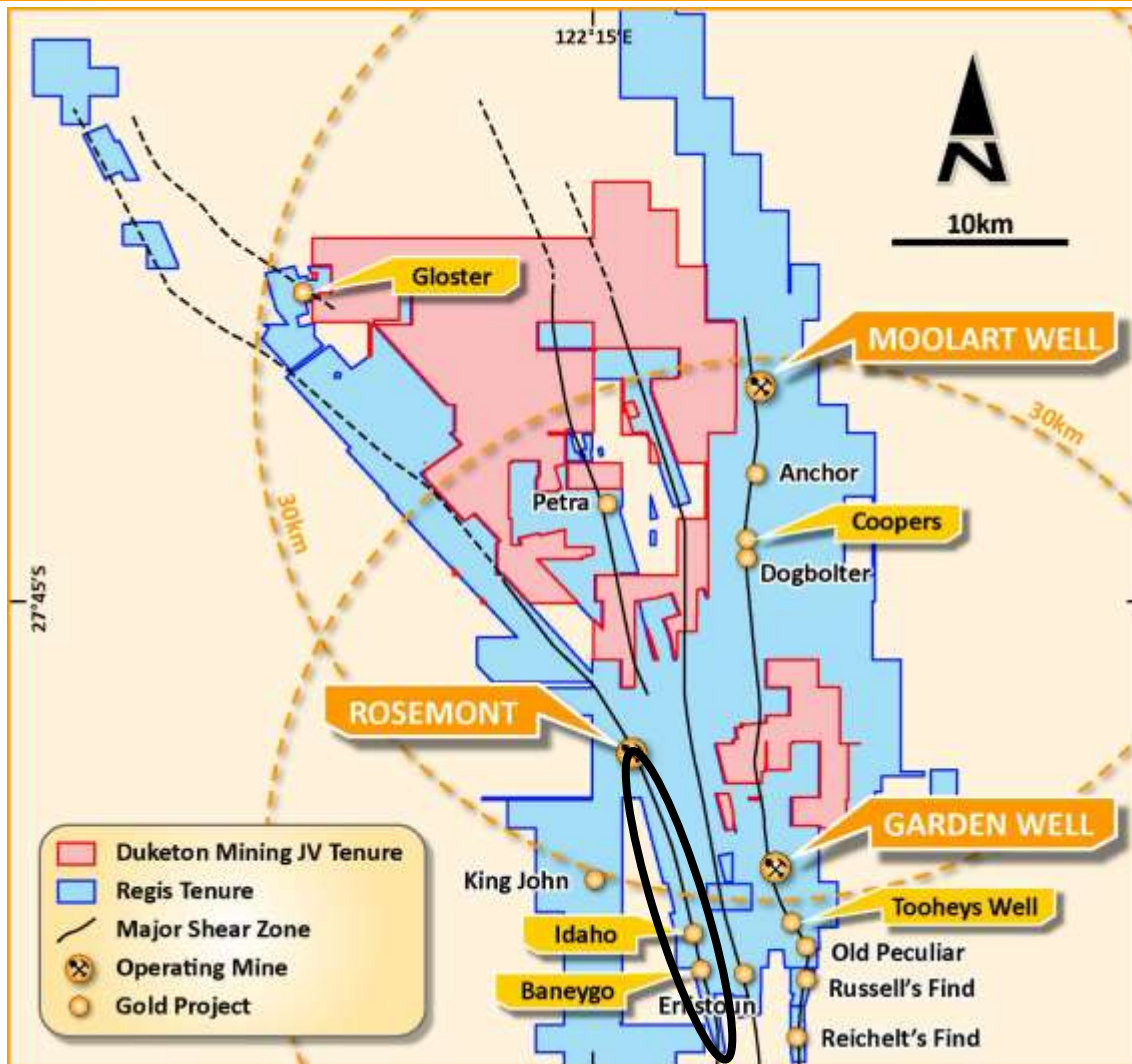 122°15'E
N
10km
Gloster
MOOLART WELL
30km
Anchor
30km
Petra
Coopers
Dogbolter
27°45'S
ROSEMONT
GARDEN WELL
Duketon Mining JV Tenure
Regis Tenure
Major Shear Zone
Operating Mine
Gold Project
King John
Tooheys Well
Idaho
Old Peculiar
Baneygo
Russell's Find
Erlistoun
Reichelt's Find